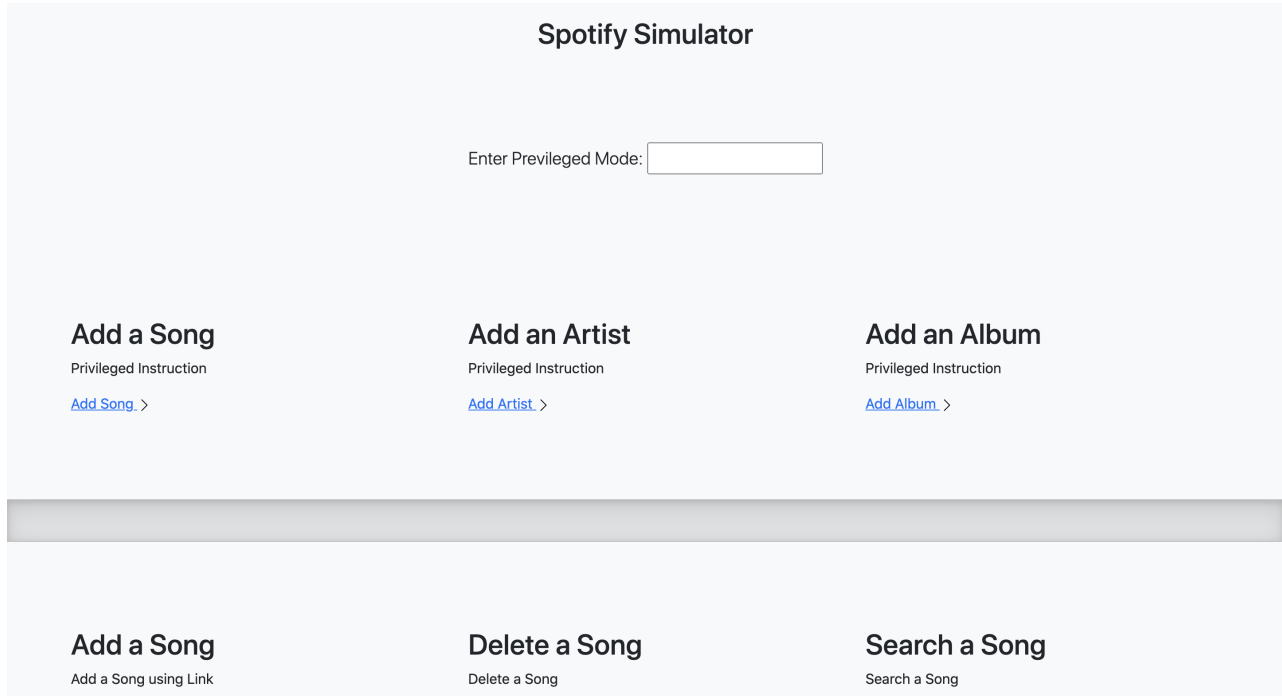 Spotify Simulator
Enter Previleged Mode:
Add a Song Add an Artist Add an Album
Privileged Instruction Privileged Instruction Privileged Instruction
Add Song Add Artist Add Album
Add a Song Delete a Song Search a Song
Add a Song using Link Delete a Song Search a Song